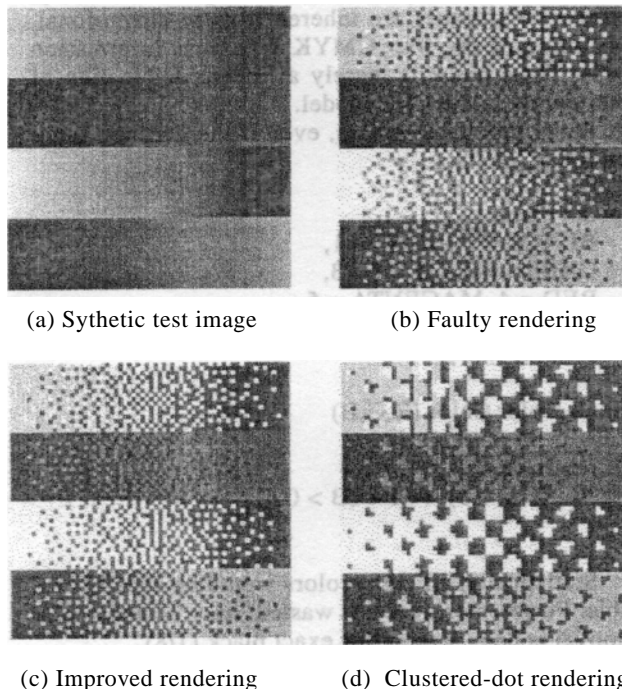 (a) Sythetic test image
(b) Faulty rendering
(c) Improved rendering
(d) Clustered-dot rendering